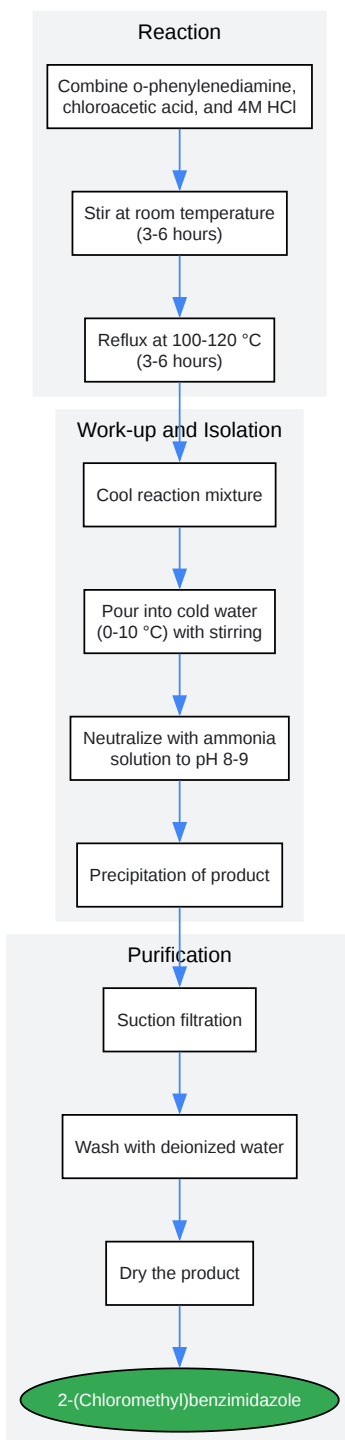 Reaction
Combine o-phenylenediamine,
chloroacetic acid, and 4M HCl
Stir at room temperature
(3-6 hours)
Reflux at 100-120 °C
(3-6 hours)
Work-up and Isolation
Cool reaction mixture
Pour into cold water
(0-10 °C) with stirring
Neutralize with ammonia
solution to pH 8-9
Precipitation of product
Purification
Suction filtration
Wash with deionized water
Dry the product
2-(Chloromethyl)benzimidazole